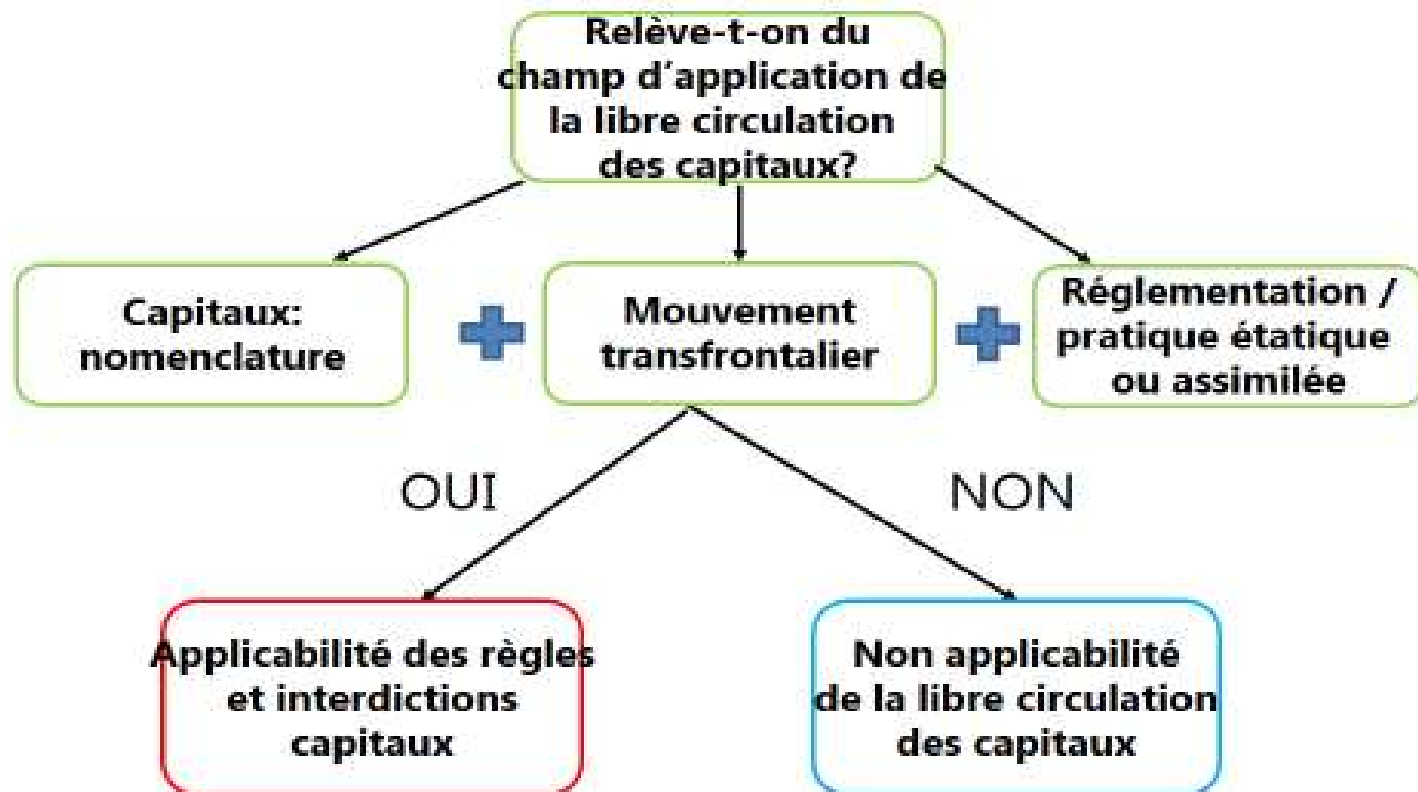 Relève-t-on du
champ d'application de
la libre circulation
des capitaux?
Capitaux:
nomenclature
Mouvement
transfrontalier
Réglementation /
pratique étatique
ou assimilée
OUI
NON
Applicabilité des règles
et interdictions
capitaux
Non applicabilité
de la libre circulation
des capitaux